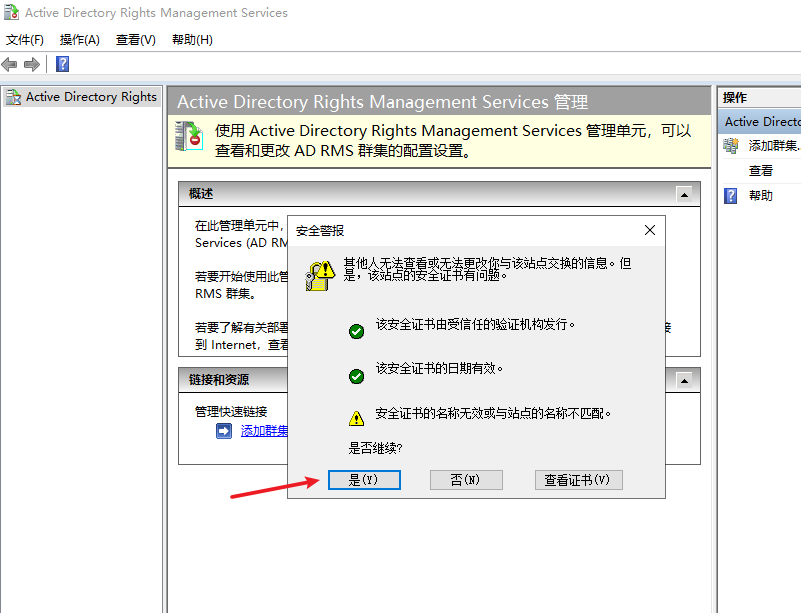 Active Directory Rights Management Services
文件(F) 操作(A) 查看(V) 帮助(H)
Active Directory Rights
Active Directory Rights Management Services 管理
使用 Active Directory Rights Management Services 管理单元，可以
查看和更改 AD RMS 群集的配置设置。
概述
在此管理单元中，
Services (AD RM
若要开始使用此管
RMS 群集。
若要了解有关部署
到 Internet，查看
链接和资源
管理快速链接
添加群集
安全警报
其他人无法查看或无法更改你与该站点交换的信息。但
是，该站点的安全证书有问题。
该安全证书由受信任的验证机构发行。
该安全证书的日期有效。
安全证书的名称无效或与站点的名称不匹配。
是否继续?
是(Y) 否(N) 查看证书(V)
操作
Active Directo
添加群集...
查看
帮助